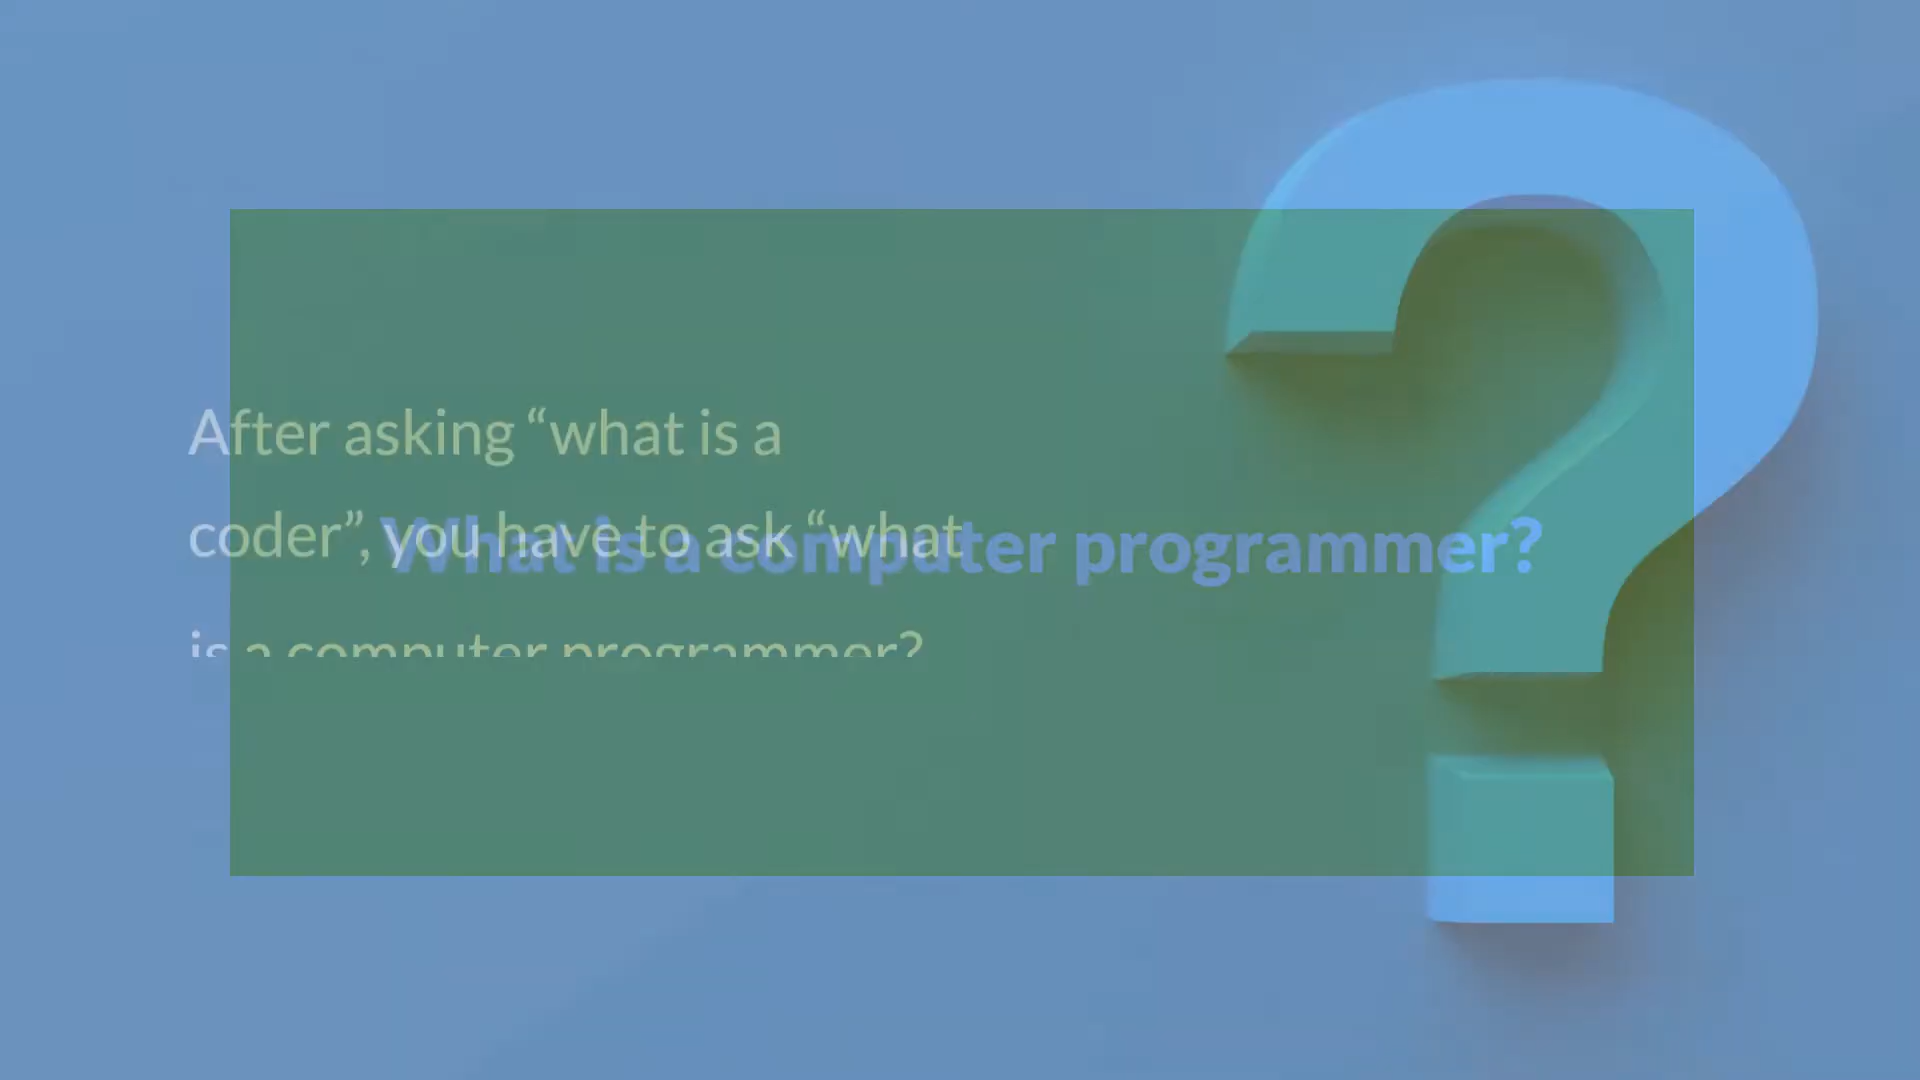 After asking “what is a
coder”, you have to ask “what
is a computer programmer?
What is a computer programmer?